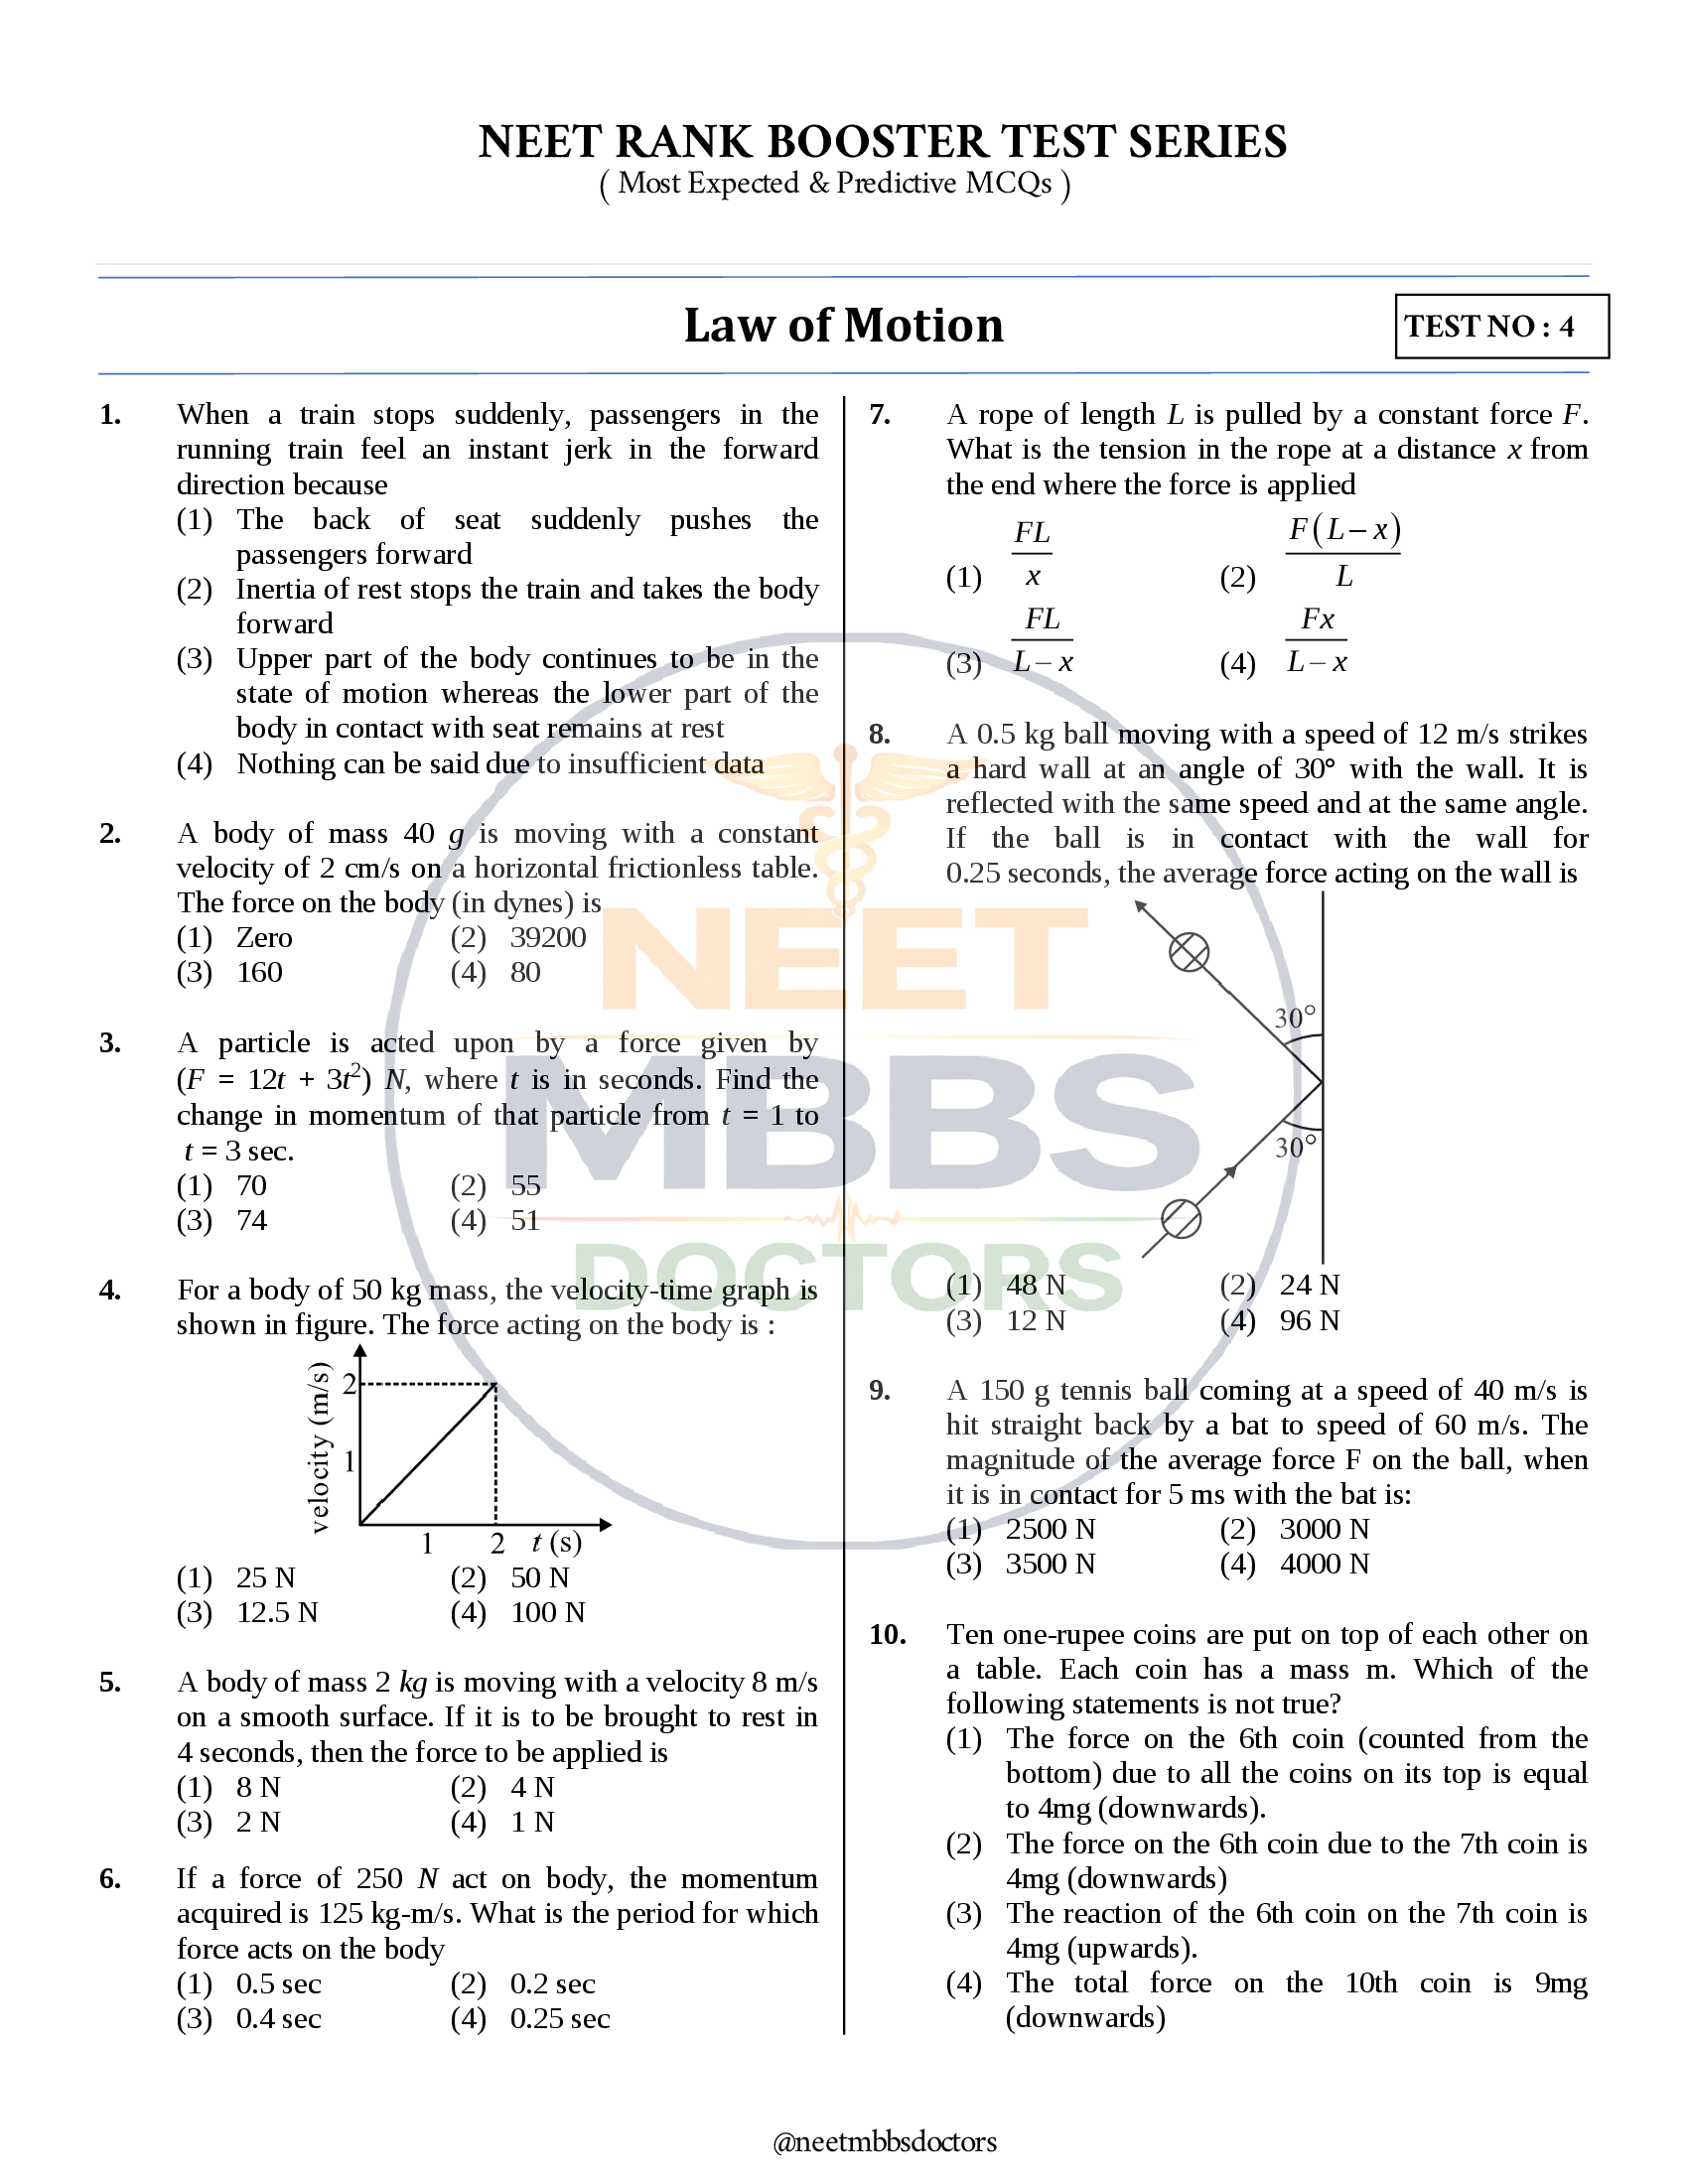 NEET RANK BOOSTER TEST SERIES
( Most Expected & Predictive MCQs )
Law of Motion
TEST NO : 4
1. When a train stops suddenly, passengers in the
running train feel an instant jerk in the forward
direction because
(1) The back of seat suddenly pushes the
passengers forward
(2) Inertia of rest stops the train and takes the body
forward
(3) Upper part of the body continues to be in the
state of motion whereas the lower part of the
body in contact with seat remains at rest
(4) Nothing can be said due to insufficient data
2. A body of mass 40 g is moving with a constant
velocity of 2 cm/s on a horizontal frictionless table.
The force on the body (in dynes) is
(1) Zero (2) 39200
(3) 160 (4) 80
3. A particle is acted upon by a force given by
(F = 12t + 3t²) N, where t is in seconds. Find the
change in momentum of that particle from t = 1 to
t = 3 sec.
(1) 70 (2) 55
(3) 74 (4) 51
4. For a body of 50 kg mass, the velocity-time graph is
shown in figure. The force acting on the body is :
velocity (m/s)
2
1
1 2 t (s)
(1) 25 N (2) 50 N
(3) 12.5 N (4) 100 N
5. A body of mass 2 kg is moving with a velocity 8 m/s
on a smooth surface. If it is to be brought to rest in
4 seconds, then the force to be applied is
(1) 8 N (2) 4 N
(3) 2 N (4) 1 N
6. If a force of 250 N act on body, the momentum
acquired is 125 kg-m/s. What is the period for which
force acts on the body
(1) 0.5 sec (2) 0.2 sec
(3) 0.4 sec (4) 0.25 sec
7. A rope of length L is pulled by a constant force F.
What is the tension in the rope at a distance x from
the end where the force is applied
(1) FL/x (2) F(L – x)/L
(3) FL/L – x (4) Fx/L – x
8. A 0.5 kg ball moving with a speed of 12 m/s strikes
a hard wall at an angle of 30° with the wall. It is
reflected with the same speed and at the same angle.
If the ball is in contact with the wall for
0.25 seconds, the average force acting on the wall is
30°
30°
(1) 48 N (2) 24 N
(3) 12 N (4) 96 N
9. A 150 g tennis ball coming at a speed of 40 m/s is
hit straight back by a bat to speed of 60 m/s. The
magnitude of the average force F on the ball, when
it is in contact for 5 ms with the bat is:
(1) 2500 N (2) 3000 N
(3) 3500 N (4) 4000 N
10. Ten one-rupee coins are put on top of each other on
a table. Each coin has a mass m. Which of the
following statements is not true?
(1) The force on the 6th coin (counted from the
bottom) due to all the coins on its top is equal
to 4mg (downwards).
(2) The force on the 6th coin due to the 7th coin is
4mg (downwards)
(3) The reaction of the 6th coin on the 7th coin is
4mg (upwards).
(4) The total force on the 10th coin is 9mg
(downwards)
NEET
MBBS
DOCTORS
@neetmbbsdoctors